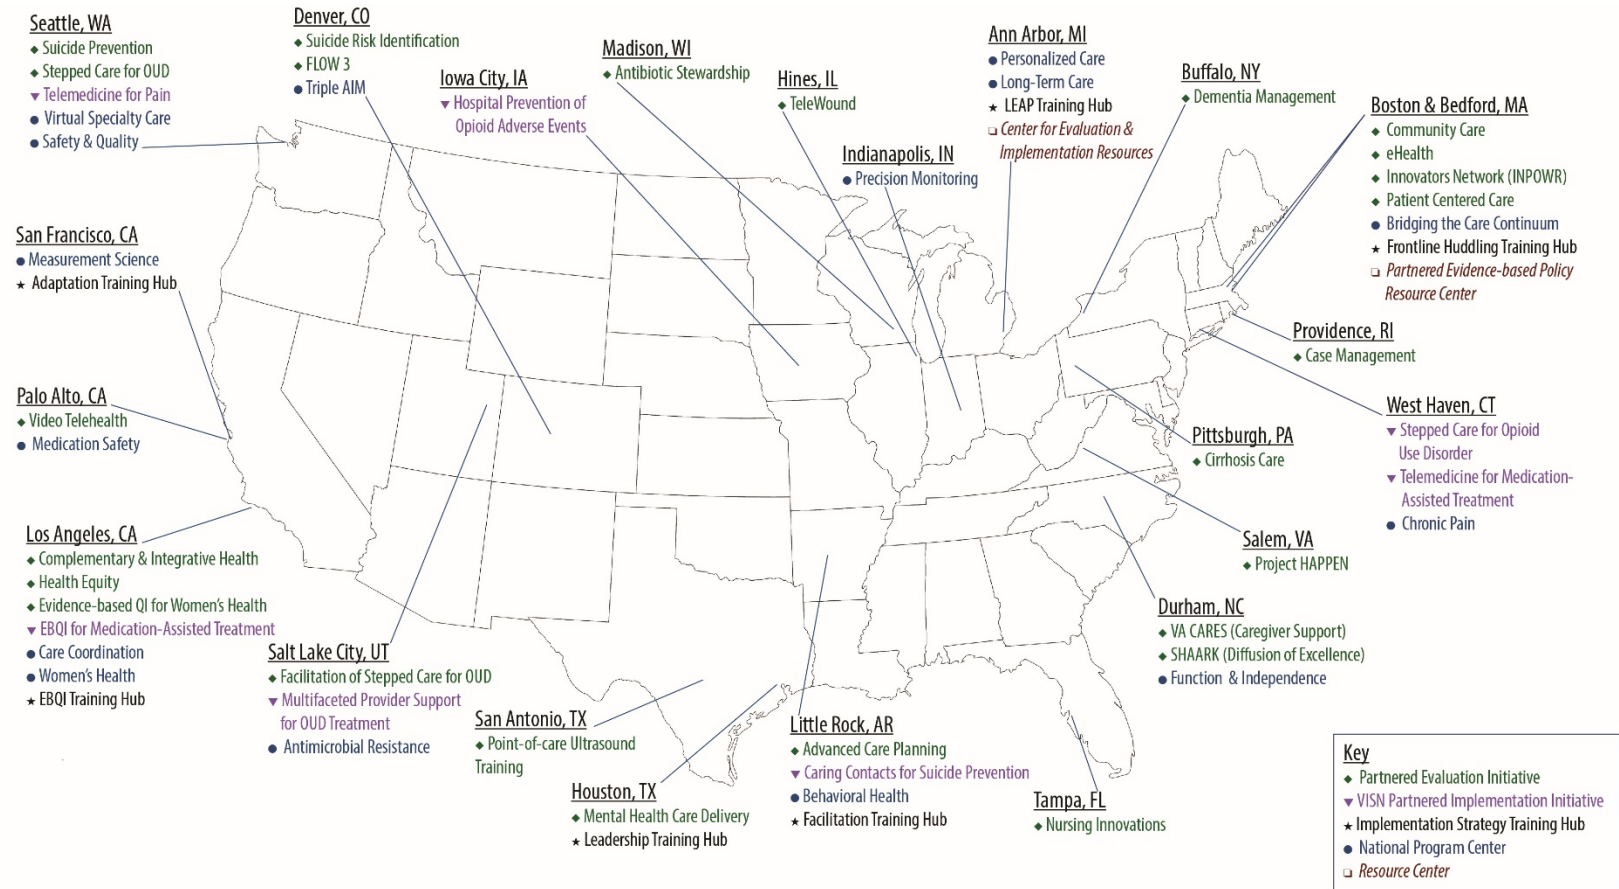 Seattle, WA
◆ Suicide Prevention
◆ Stepped Care for OUD
▼ Telemedicine for Pain
● Virtual Specialty Care
● Safety & Quality
Denver, CO
◆ Suicide Risk Identification
◆ FLOW 3
● Triple AIM
Iowa City, IA
▼ Hospital Prevention of
Opioid Adverse Events
Madison, WI
◆ Antibiotic Stewardship
Hines, IL
◆ TeleWound
Indianapolis, IN
● Precision Monitoring
Ann Arbor, MI
● Personalized Care
● Long-Term Care
★ LEAP Training Hub
❑ Center for Evaluation &
Implementation Resources
Buffalo, NY
◆ Dementia Management
Boston & Bedford, MA
◆ Community Care
◆ eHealth
◆ Innovators Network (INPOWR)
◆ Patient Centered Care
● Bridging the Care Continuum
★ Frontline Huddling Training Hub
❑ Partnered Evidence-based Policy
Resource Center
Providence, RI
◆ Case Management
West Haven, CT
▼ Stepped Care for Opioid
Use Disorder
▼ Telemedicine for Medication-
Assisted Treatment
● Chronic Pain
Pittsburgh, PA
◆ Cirrhosis Care
Salem, VA
◆ Project HAPPEN
Durham, NC
◆ VA CARES (Caregiver Support)
◆ SHAARK (Diffusion of Excellence)
● Function & Independence
San Francisco, CA
● Measurement Science
★ Adaptation Training Hub
Palo Alto, CA
◆ Video Telehealth
● Medication Safety
Los Angeles, CA
◆ Complementary & Integrative Health
◆ Health Equity
◆ Evidence-based QI for Women's Health
▼ EBQI for Medication-Assisted Treatment
● Care Coordination
● Women's Health
★ EBQI Training Hub
Salt Lake City, UT
◆ Facilitation of Stepped Care for OUD
▼ Multifaceted Provider Support
for OUD Treatment
● Antimicrobial Resistance
San Antonio, TX
◆ Point-of-care Ultrasound
Training
Houston, TX
◆ Mental Health Care Delivery
★ Leadership Training Hub
Little Rock, AR
◆ Advanced Care Planning
▼ Caring Contacts for Suicide Prevention
● Behavioral Health
★ Facilitation Training Hub
Tampa, FL
◆ Nursing Innovations
Key
◆ Partnered Evaluation Initiative
▼ VISN Partnered Implementation Initiative
★ Implementation Strategy Training Hub
● National Program Center
❑ Resource Center